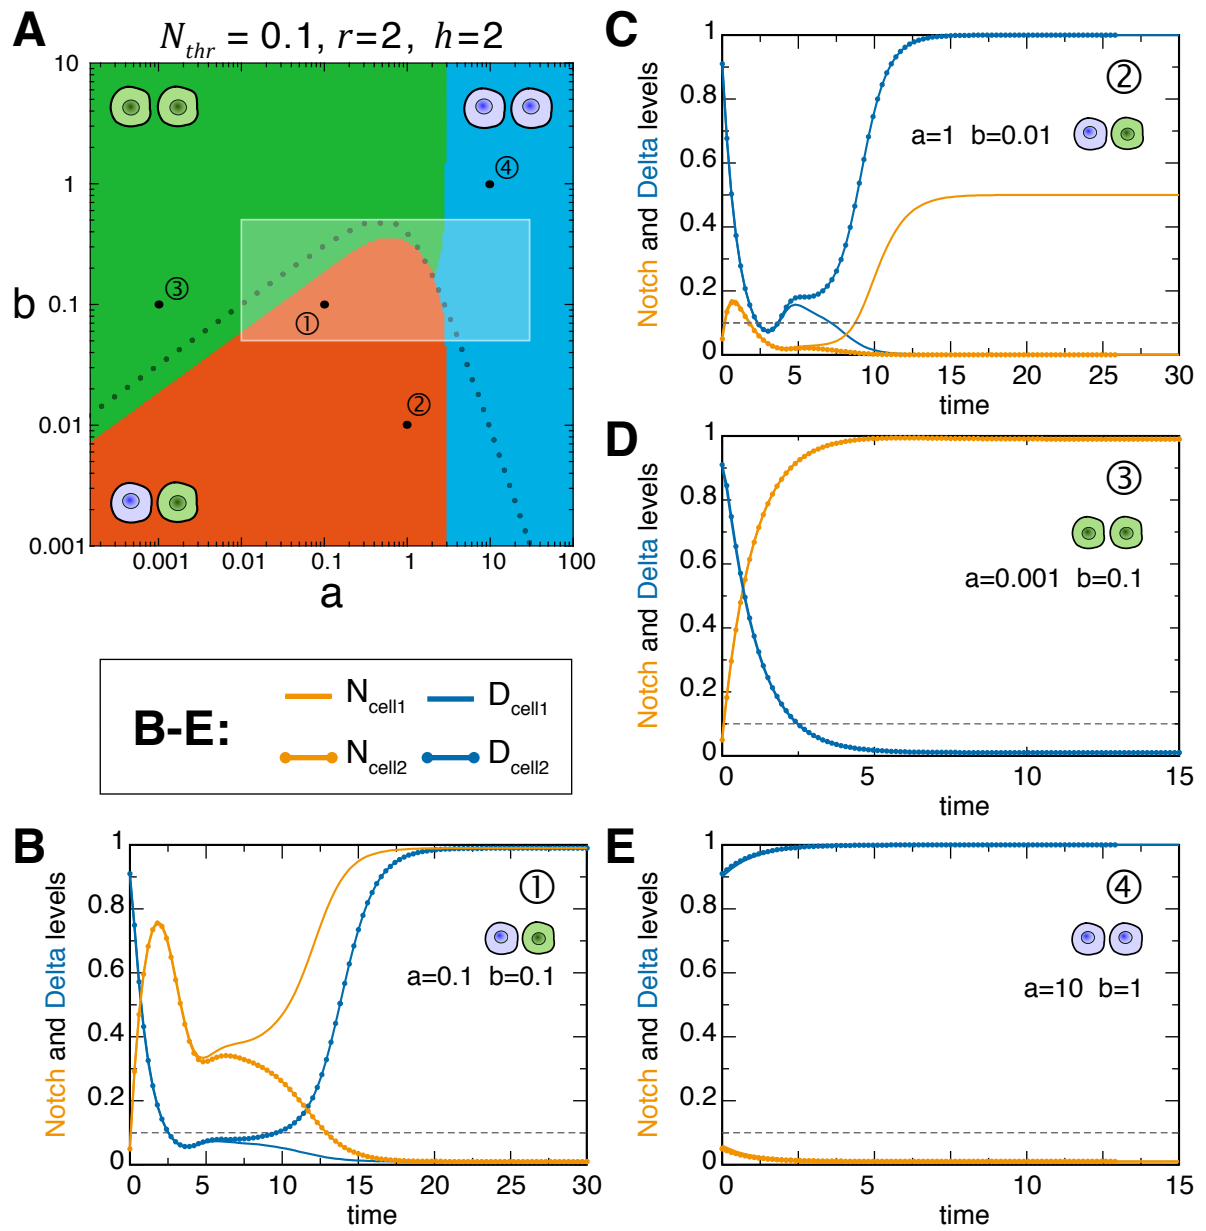 A
N_thr = 0.1, r=2, h=2
10
1
b
0.1
0.01
0.001
0.001
0.01
0.1
1
10
100
a
①
②
③
④
B-E:
N_cell1
D_cell1
N_cell2
D_cell2
B
Notch and Delta levels
1
0.8
0.6
0.4
0.2
0
①
a=0.1 b=0.1
0
5
10
15
20
25
30
time
C
Notch and Delta levels
1
0.8
0.6
0.4
0.2
0
②
a=1 b=0.01
0
5
10
15
20
25
30
time
D
Notch and Delta levels
1
0.8
0.6
0.4
0.2
0
③
a=0.001 b=0.1
0
5
10
15
time
E
Notch and Delta levels
1
0.8
0.6
0.4
0.2
0
④
a=10 b=1
0
5
10
15
time